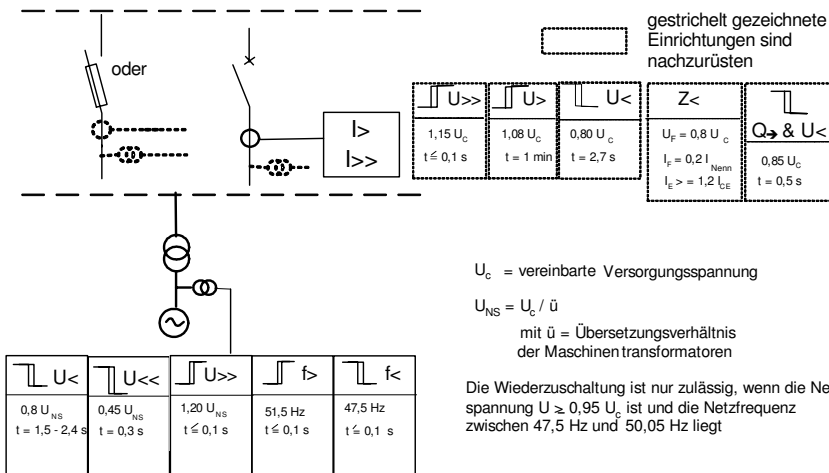 gestrichelt gezeichnete
Einrichtungen sind
nachzurüsten
oder
I>
I>>
U>>
1,15 U_C
t ≤ 0,1 s
U>
1,08 U_C
t = 1 min
U<
0,80 U_C
t = 2,7 s
Z<
U_F = 0,8 U_C
I_F = 0,2 I_Nenn
I_E > = 1,2 I_CE
Q→ & U<
0,85 U_C
t = 0,5 s
U_c = vereinbarte Versorgungsspannung
U_NS = U_c / ü
mit ü = Übersetzungsverhältnis
der Maschinentransformatoren
Die Wiederzuschaltung ist nur zulässig, wenn die Ne
spannung U ≥ 0,95 U_c ist und die Netzfrequenz
zwischen 47,5 Hz und 50,05 Hz liegt
U<
0,8 U_NS
t = 1,5 - 2,4 s
U<<
0,45 U_NS
t = 0,3 s
U>>
1,20 U_NS
t ≤ 0,1 s
f>
51,5 Hz
t ≤ 0,1 s
f<
47,5 Hz
t ≤ 0,1 s